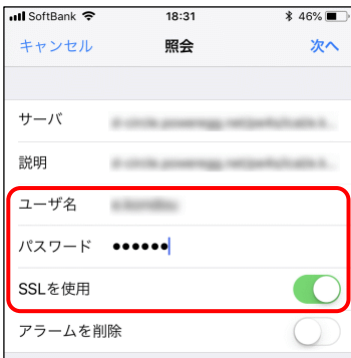 SoftBank 18:31 46%
キャンセル 照会 次へ
サーバ
説明
ユーザ名
パスワード ••••••
SSLを使用
アラームを削除